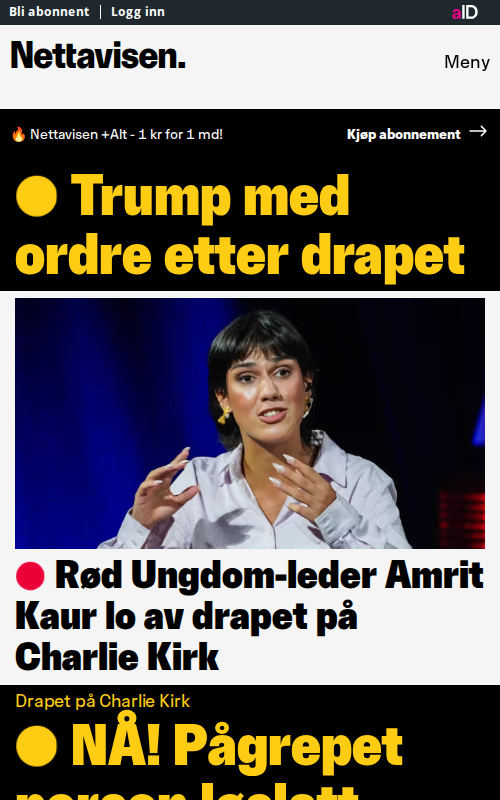 Bli abonnent | Logg inn
aID
Nettavisen.
Meny
Nettavisen +Alt - 1 kr for 1 md!
Kjøp abonnement →
Trump med
ordre etter drapet
Rød Ungdom-leder Amrit
Kaur lo av drapet på
Charlie Kirk
Drapet på Charlie Kirk
NÅ! Pågrepet
person løslatt